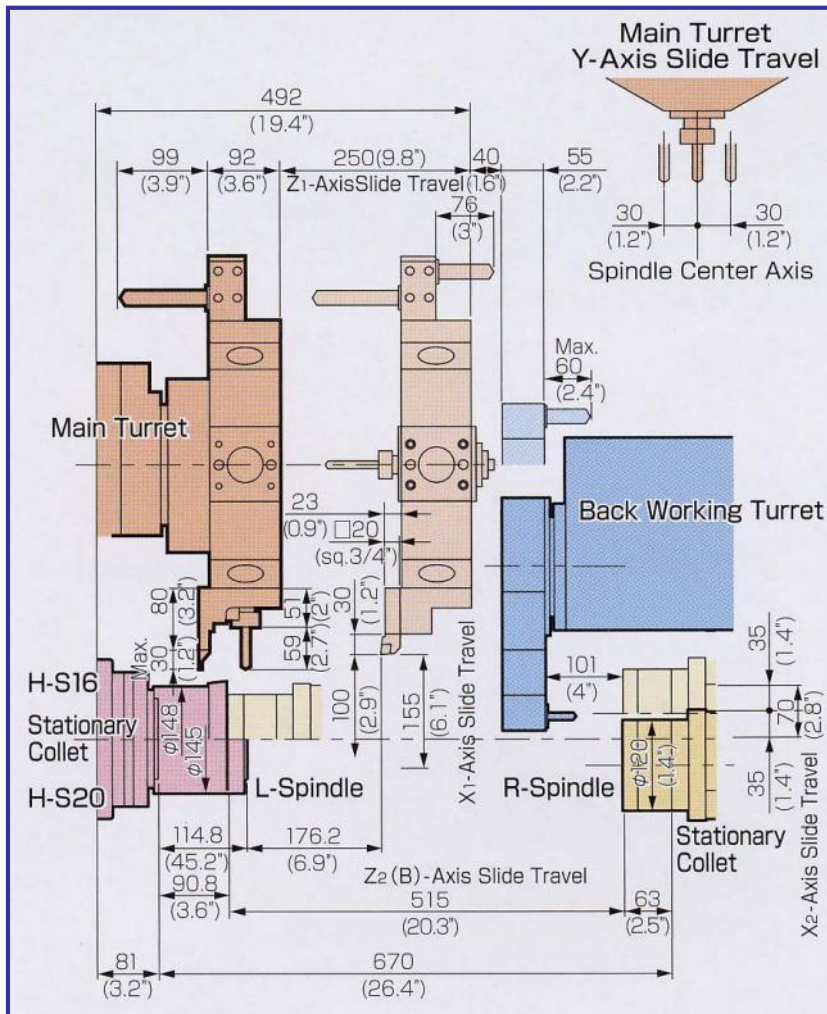 Main Turret
Y-Axis Slide Travel
492
(19.4")
99
(3.9")
92
(3.6")
250(9.8")
Z1-AxisSlide Travel
40
(1.6")
55
(2.2")
76
(3")
30
(1.2")
30
(1.2")
Spindle Center Axis
Max.
60
(2.4")
Main Turret
23
(0.9")
□20
(sq.3/4")
Back Working Turret
80
(3.2")
Max.
30
(1.2")
51
(2")
59
(2.7")
30
(1.2")
100
(2.9")
155
(6.1")
X1-Axis Slide Travel
101
(4")
35
(1.4")
70
(2.8")
35
(1.4")
X2-Axis Slide Travel
H-S16
Stationary
Collet
H-S20
φ148
φ145
L-Spindle
R-Spindle
φ120
(1.4")
Stationary
Collet
114.8
(45.2")
176.2
(6.9")
90.8
(3.6")
Z2(B)-Axis Slide Travel
515
(20.3")
63
(2.5")
81
(3.2")
670
(26.4")